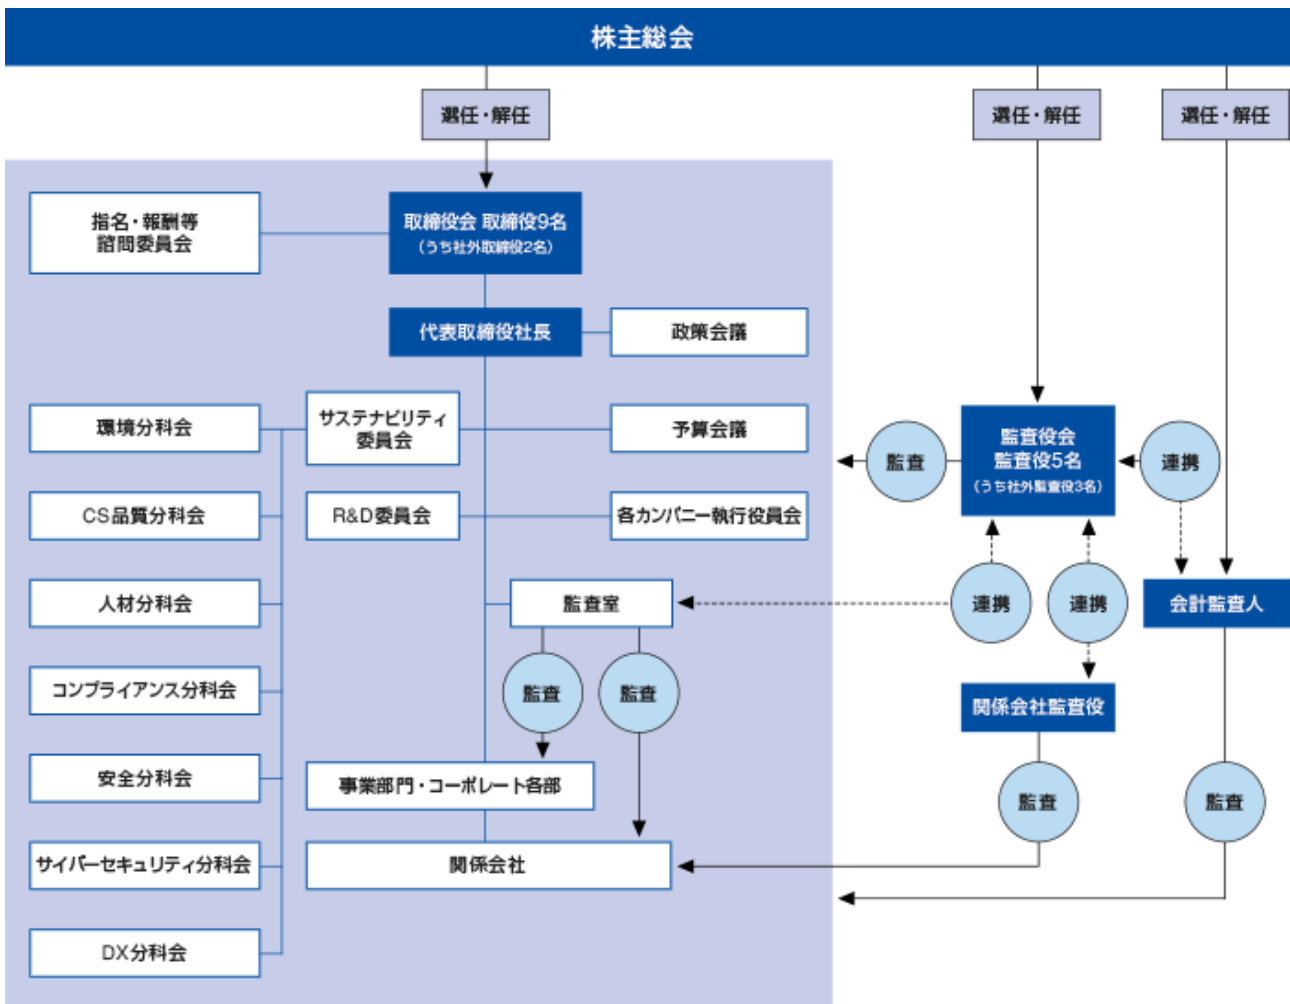 株主総会
選任・解任
選任・解任
選任・解任
指名・報酬等
諮問委員会
取締役会 取締役9名
(うち社外取締役2名)
代表取締役社長
政策会議
環境分科会
サステナビリティ
委員会
予算会議
監査
監査役会
監査役5名
(うち社外監査役3名)
連携
CS品質分科会
R&D委員会
各カンパニー執行役員会
人材分科会
監査室
連携
連携
会計監査人
コンプライアンス分科会
監査
監査
関係会社監査役
安全分科会
事業部門・コーポレート各部
監査
監査
サイバーセキュリティ分科会
関係会社
DX分科会